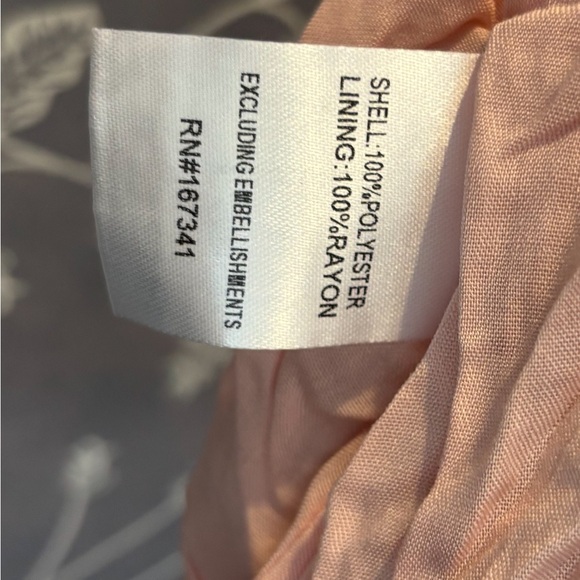 SHELL:100%POLYESTER
LINING:100%RAYON
EXCLUDING EMBELLISHMENTS
RN#167341